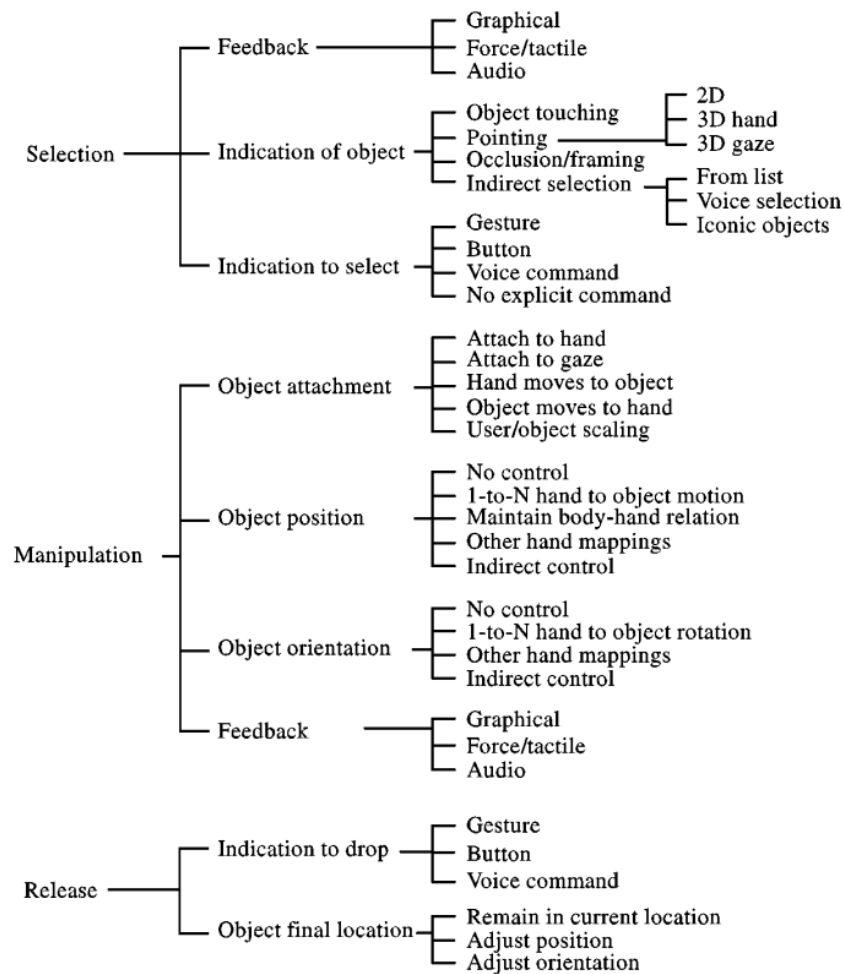 Selection
Feedback
Graphical
Force/tactile
Audio
Indication of object
Object touching
Pointing
2D
3D hand
3D gaze
Occlusion/framing
Indirect selection
From list
Voice selection
Iconic objects
Indication to select
Gesture
Button
Voice command
No explicit command
Manipulation
Object attachment
Attach to hand
Attach to gaze
Hand moves to object
Object moves to hand
User/object scaling
Object position
No control
1-to-N hand to object motion
Maintain body-hand relation
Other hand mappings
Indirect control
Object orientation
No control
1-to-N hand to object rotation
Other hand mappings
Indirect control
Feedback
Graphical
Force/tactile
Audio
Release
Indication to drop
Gesture
Button
Voice command
Object final location
Remain in current location
Adjust position
Adjust orientation